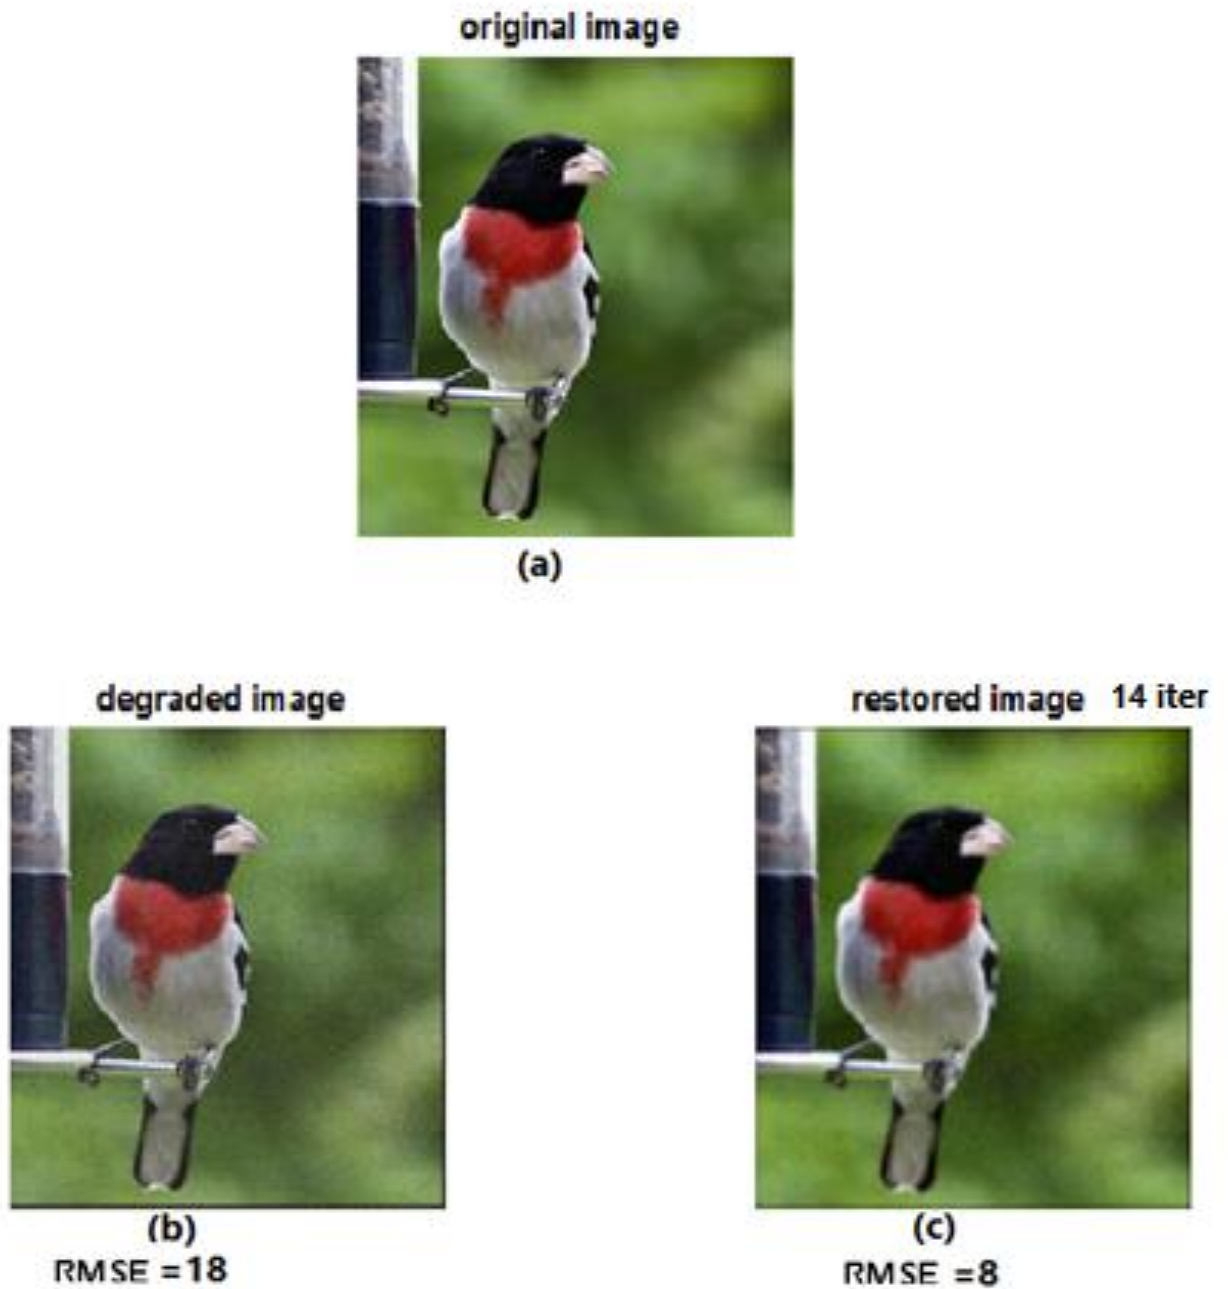 original image
(a)
degraded image
restored image 14 iter
(b)
(c)
RMSE =18
RMSE =8